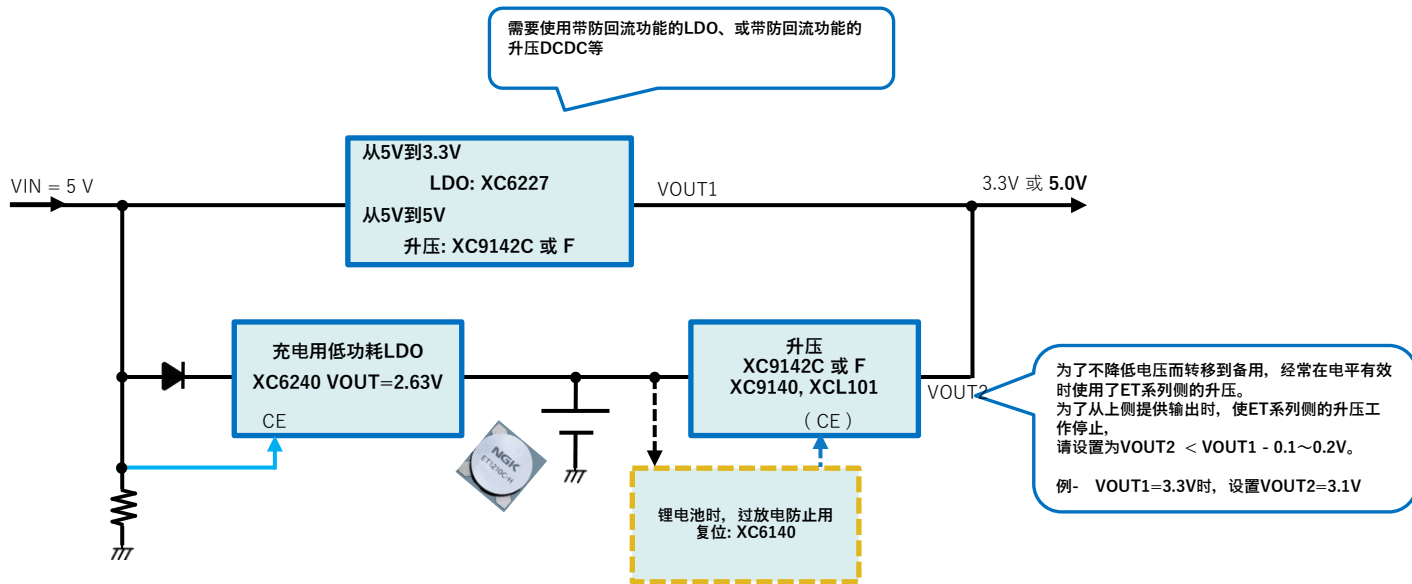 需要使用带防回流功能的LDO、或带防回流功能的
升压DCDC等
从5V到3.3V
LDO: XC6227
从5V到5V
升压: XC9142C 或 F
VIN = 5 V
VOUT1
3.3V 或 5.0V
充电用低功耗LDO
XC6240 VOUT=2.63V
CE
升压
XC9142C 或 F
XC9140, XCL101
( CE )
VOUT2
为了不降低电压而转移到备用，经常在电平有效
时使用了ET系列侧的升压。
为了从上侧提供输出时，使ET系列侧的升压工
作停止，
请设置为VOUT2 ＜VOUT1 - 0.1～0.2V。
例- VOUT1=3.3V时，设置VOUT2=3.1V
NGK
ET1210C-H
锂电池时，过放电防止用
复位: XC6140